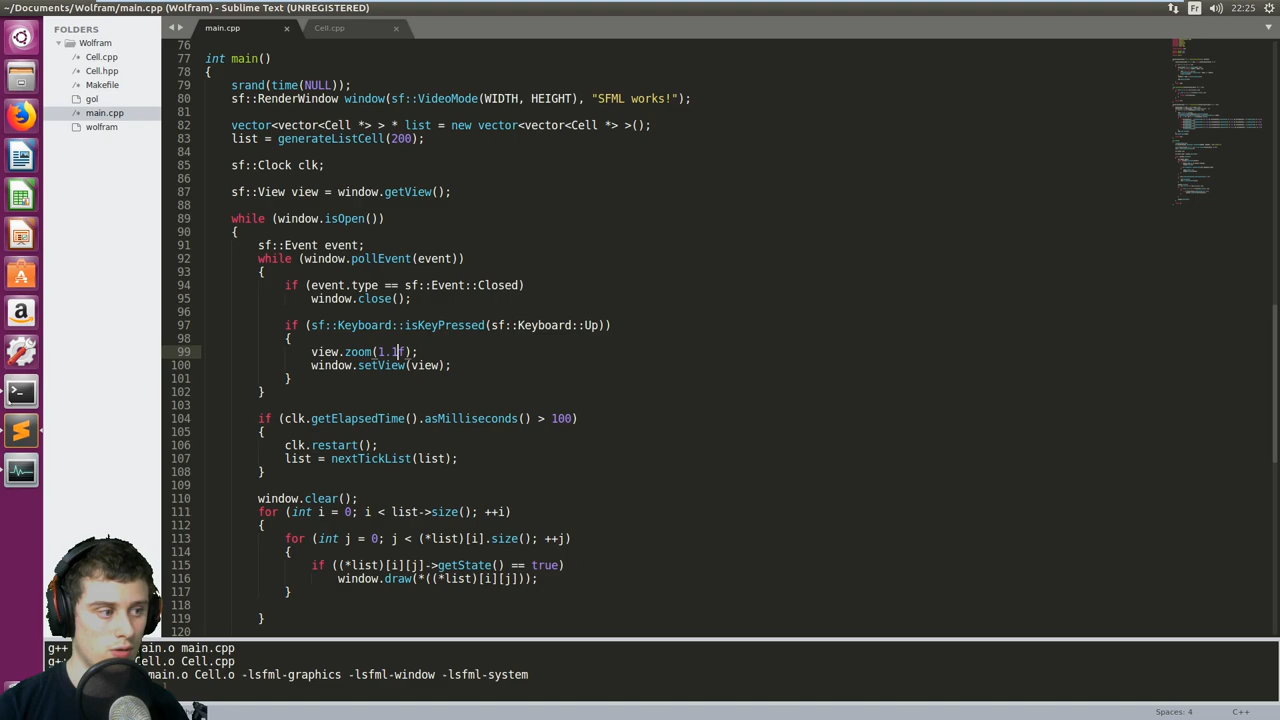 ~/Documents/Wolfram/main.cpp (Wolfram) - Sublime Text (UNREGISTERED)
Fr
22:25
FOLDERS
Wolfram
/* Cell.cpp
/* Cell.hpp
/* Makefile
gol
/* main.cpp
wolfram
main.cpp ×
Cell.cpp ×
76
77 int main()
78 {
79 srand(time(NULL));
80 sf::RenderWindow window(sf::VideoMode(WIDTH, HEIGHT), "SFML works!");
81
82 vector<vector<Cell *> > *list = new vector<vector<Cell *> >();
83 list = generateListCell(200);
84
85 sf::Clock clk;
86
87 sf::View view = window.getView();
88
89 while (window.isOpen())
90 {
91 sf::Event event;
92 while (window.pollEvent(event))
93 {
94 if (event.type == sf::Event::Closed)
95 window.close();
96
97 if (sf::Keyboard::isKeyPressed(sf::Keyboard::Up))
98 {
99 view.zoom(1.1f);
100 window.setView(view);
101 }
102 }
103
104 if (clk.getElapsedTime().asMilliseconds() > 100)
105 {
106 clk.restart();
107 list = nextTickList(list);
108 }
109
110 window.clear();
111 for (int i = 0; i < list->size(); ++i)
112 {
113 for (int j = 0; j < (*list)[i].size(); ++j)
114 {
115 if ((*list)[i][j]->getState() == true)
116 window.draw(*((*list)[i][j]));
117 }
118
119 }
120
g++ ain.o main.cpp
g++ ell.o Cell.cpp
main.o Cell.o -lsfml-graphics -lsfml-window -lsfml-system
Spaces: 4
C++